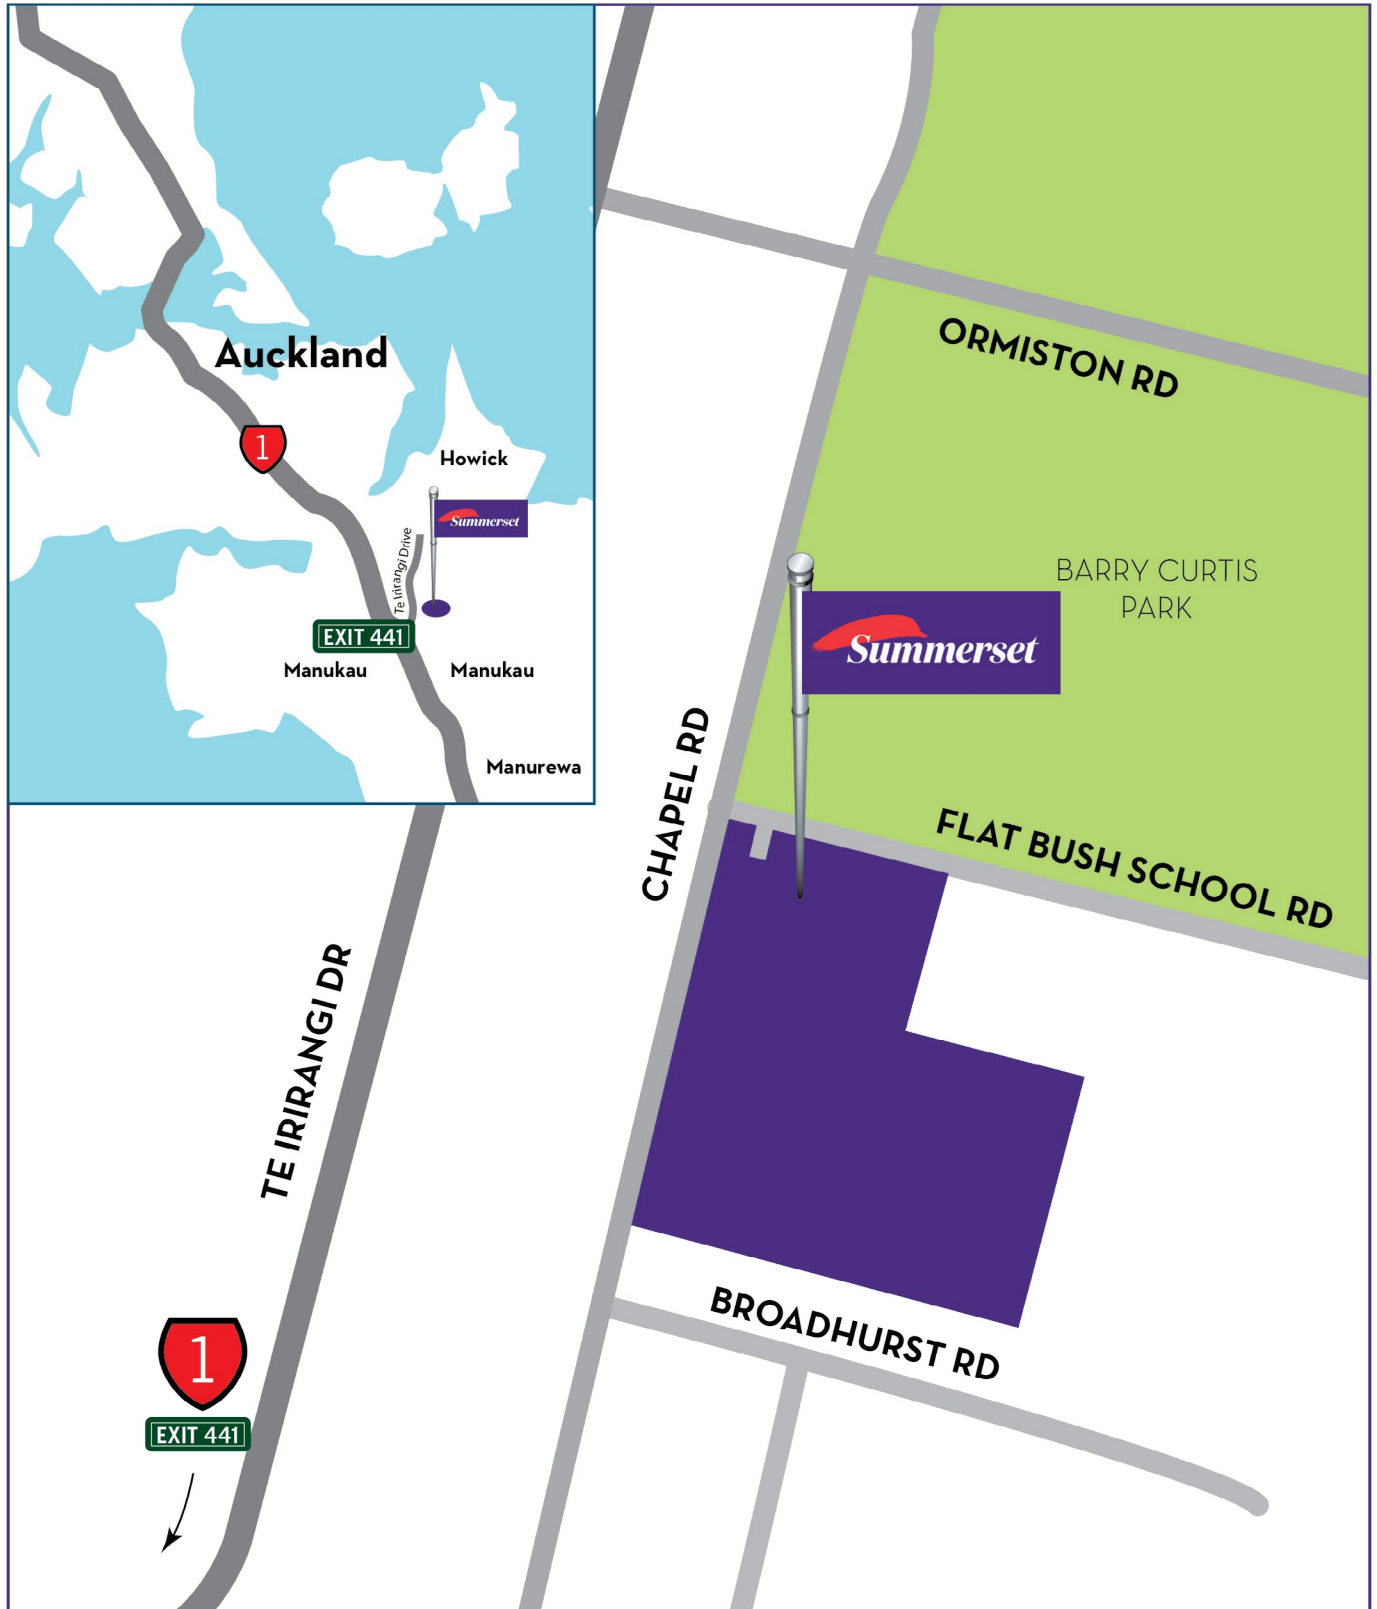 Auckland
1
Howick
Summerset
Te Irirangi Drive
EXIT 441
Manukau
Manukau
Manurewa
ORMISTON RD
BARRY CURTIS
PARK
Summerset
CHAPEL RD
FLAT BUSH SCHOOL RD
TE IRIRANGI DR
BROADHURST RD
1
EXIT 441